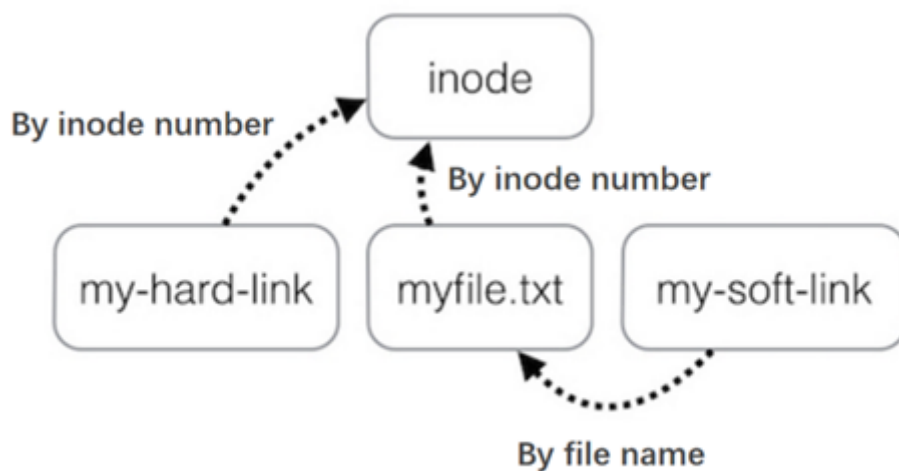 inode
By inode number
By inode number
my-hard-link
myfile.txt
my-soft-link
By file name